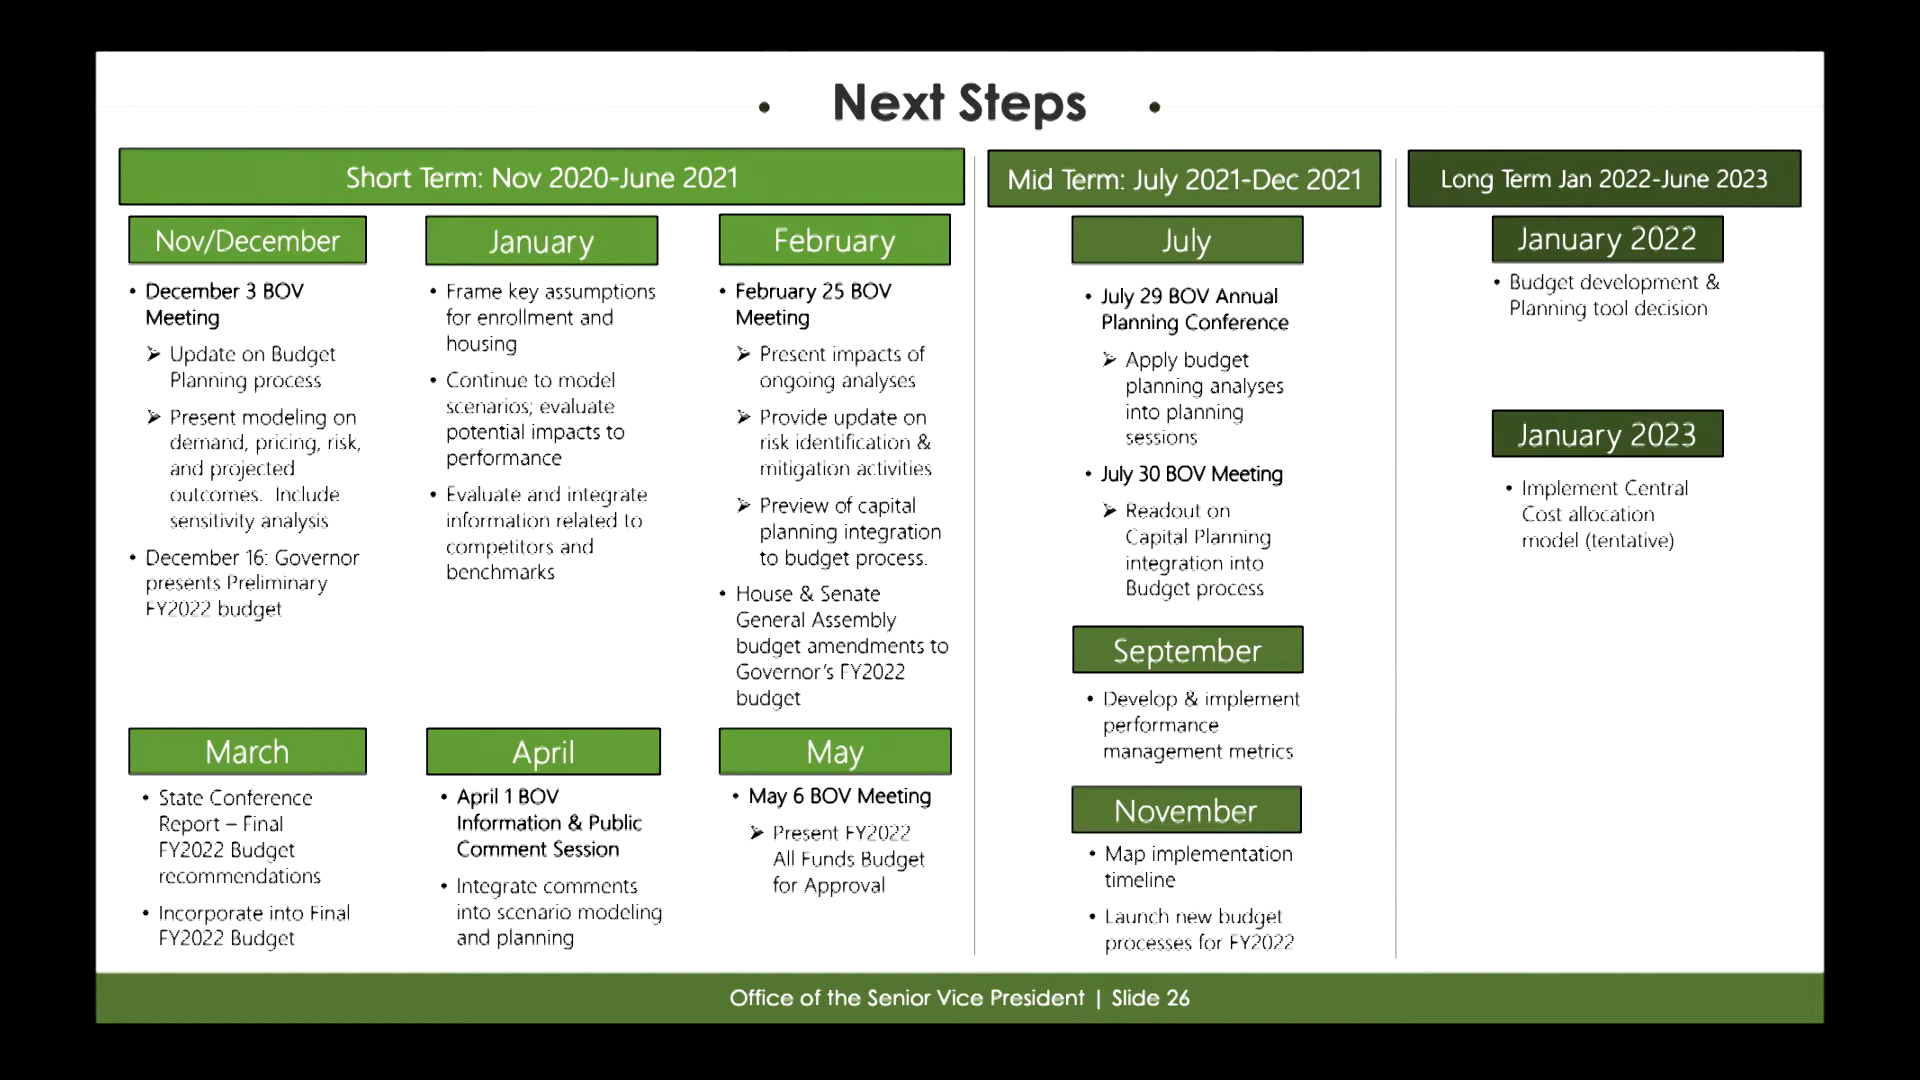 Next Steps
Short Term: Nov 2020-June 2021
Nov/December
• December 3 BOV
Meeting
➢ Update on Budget
Planning process
➢ Present modeling on
demand, pricing, risk,
and projected
outcomes. Include
sensitivity analysis
• December 16: Governor
presents Preliminary
FY2022 budget
January
• Frame key assumptions
for enrollment and
housing
• Continue to model
scenarios; evaluate
potential impacts to
performance
• Evaluate and integrate
information related to
competitors and
benchmarks
February
• February 25 BOV
Meeting
➢ Present impacts of
ongoing analyses
➢ Provide update on
risk identification &
mitigation activities
➢ Preview of capital
planning integration
to budget process.
• House & Senate
General Assembly
budget amendments to
Governor's FY2022
budget
March
• State Conference
Report – Final
FY2022 Budget
recommendations
• Incorporate into Final
FY2022 Budget
April
• April 1 BOV
Information & Public
Comment Session
• Integrate comments
into scenario modeling
and planning
May
• May 6 BOV Meeting
➢ Present FY2022
All Funds Budget
for Approval
Mid Term: July 2021-Dec 2021
July
• July 29 BOV Annual
Planning Conference
➢ Apply budget
planning analyses
into planning
sessions
• July 30 BOV Meeting
➢ Readout on
Capital Planning
integration into
Budget process
September
• Develop & implement
performance
management metrics
November
• Map implementation
timeline
• Launch new budget
processes for FY2022
Long Term Jan 2022-June 2023
January 2022
• Budget development &
Planning tool decision
January 2023
• Implement Central
Cost allocation
model (tentative)
Office of the Senior Vice President | Slide 26